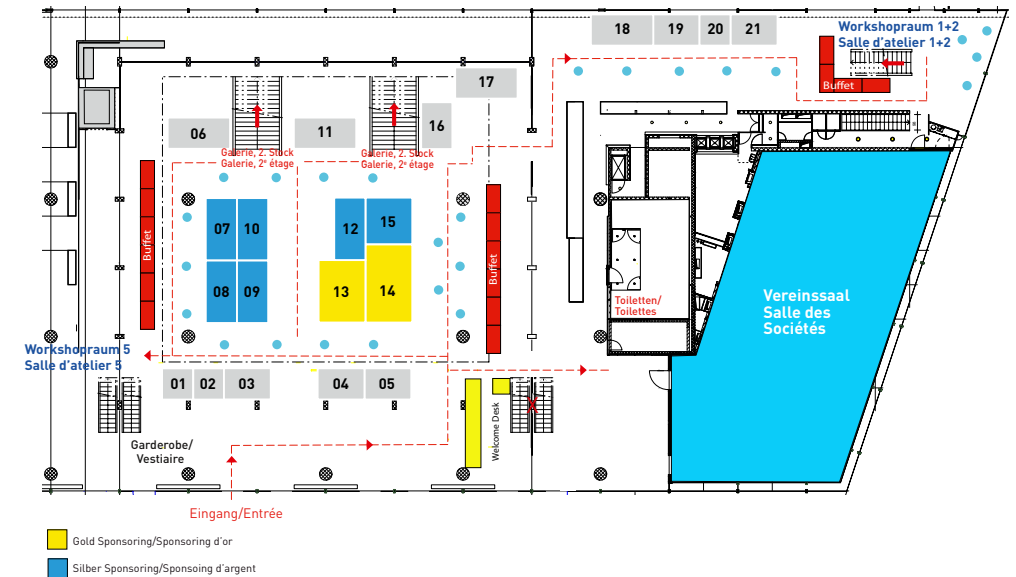 18
19
20
21
Workshopraum 1+2
Salle d'atelier 1+2
Buffet
17
16
06
11
Galerie, 2. Stock
Galerie, 2e étage
Galerie, 2. Stock
Galerie, 2e étage
07
10
08
09
12
15
13
14
Buffet
Buffet
Toiletten/
Toilettes
Vereinssaal
Salle des
Sociétés
Workshopraum 5
Salle d'atelier 5
01
02
03
04
05
Welcome Desk
Garderobe/
Vestiaire
Eingang/Entrée
Gold Sponsoring/Sponsoring d'or
Silber Sponsoring/Sponsoing d'argent